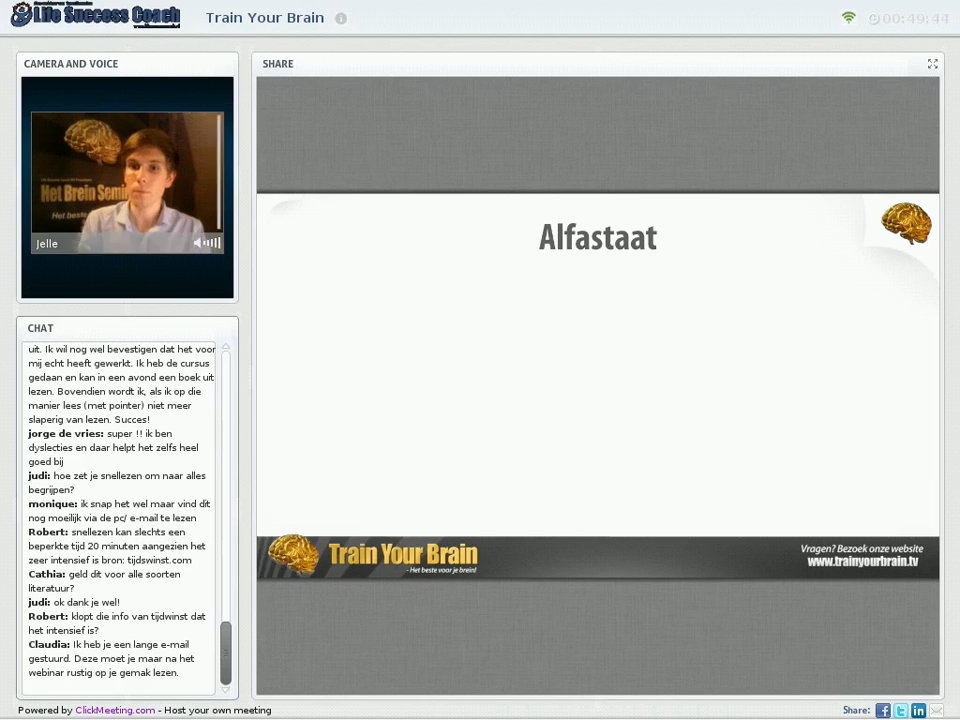 Life Success Coach
Train Your Brain
00:49:44
CAMERA AND VOICE
Het Brein Semi
Het beste
Jelle
SHARE
Alfastaat
Train Your Brain
- Het beste voor je brein!
Vragen? Bezoek onze website
www.trainyourbrain.tv
CHAT
uit. Ik wil nog wel bevestigen dat het voor
mij echt heeft gewerkt. Ik heb de cursus
gedaan en kan in een avond een boek uit
lezen. Bovendien wordt ik, als ik op die
manier lees (met pointer) niet meer
slaperig van lezen. Succes!
jorge de vries: super !! ik ben
dyslecties en daar helpt het zelfs heel
goed bij
judi: hoe zet je snellezen om naar alles
begrijpen?
monique: ik snap het wel maar vind dit
nog moeilijk via de pc/ e-mail te lezen
Robert: snellezen kan slechts een
beperkte tijd 20 minuten aangezien het
zeer intensief is bron: tijdswinst.com
Cathia: geld dit voor alle soorten
literatuur?
judi: ok dank je wel!
Robert: klopt die info van tijdwinst dat
het intensief is?
Claudia: Ik heb je een lange e-mail
gestuurd. Deze moet je maar na het
webinar rustig op je gemak lezen.
Powered by ClickMeeting.com - Host your own meeting
Share: